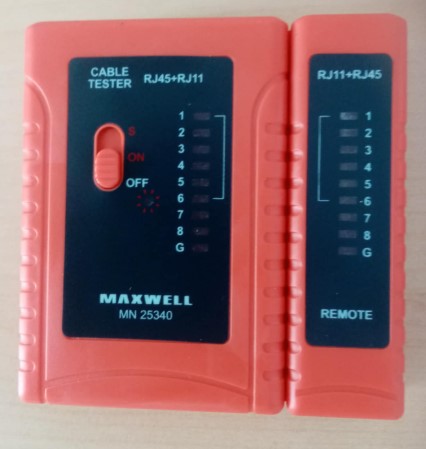 CABLE
TESTER
RJ45+RJ11
S
ON
OFF
1
2
3
4
5
6
7
8
G
MAXWELL
MN 25340
RJ11+RJ45
1
2
3
4
5
6
7
8
G
REMOTE